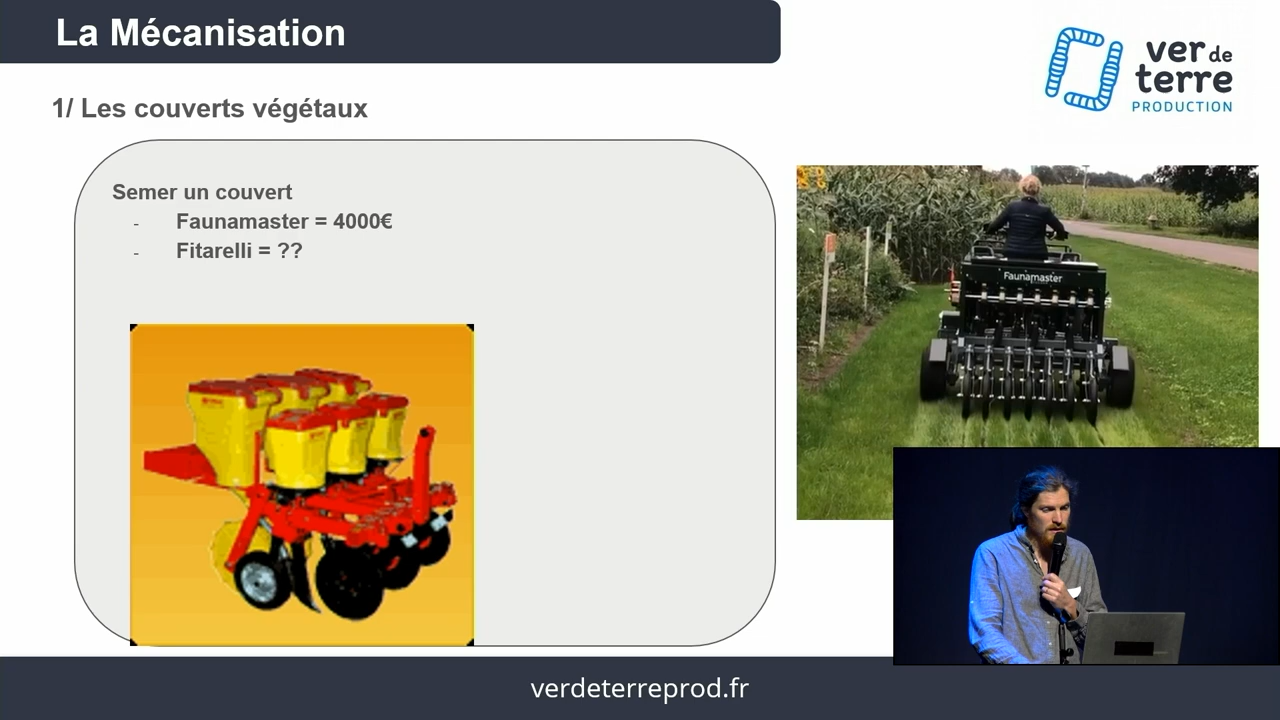 La Mécanisation
ver de
terre
PRODUCTION
1/ Les couverts végétaux
Semer un couvert
- Faunamaster = 4000€
- Fitarelli = ??
Faunamaster
verdeterreprod.fr